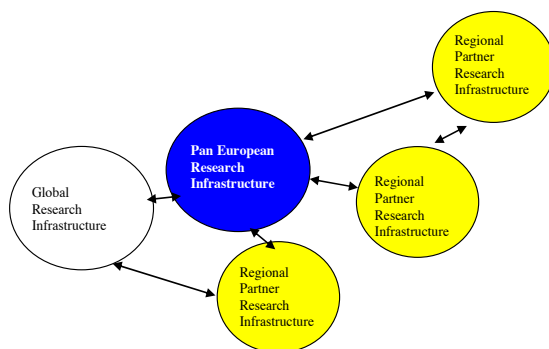 Regional
Partner
Research
Infrastructure
Pan European
Research
Infrastructure
Global
Research
Infrastructure
Regional
Partner
Research
Infrastructure
Regional
Partner
Research
Infrastructure